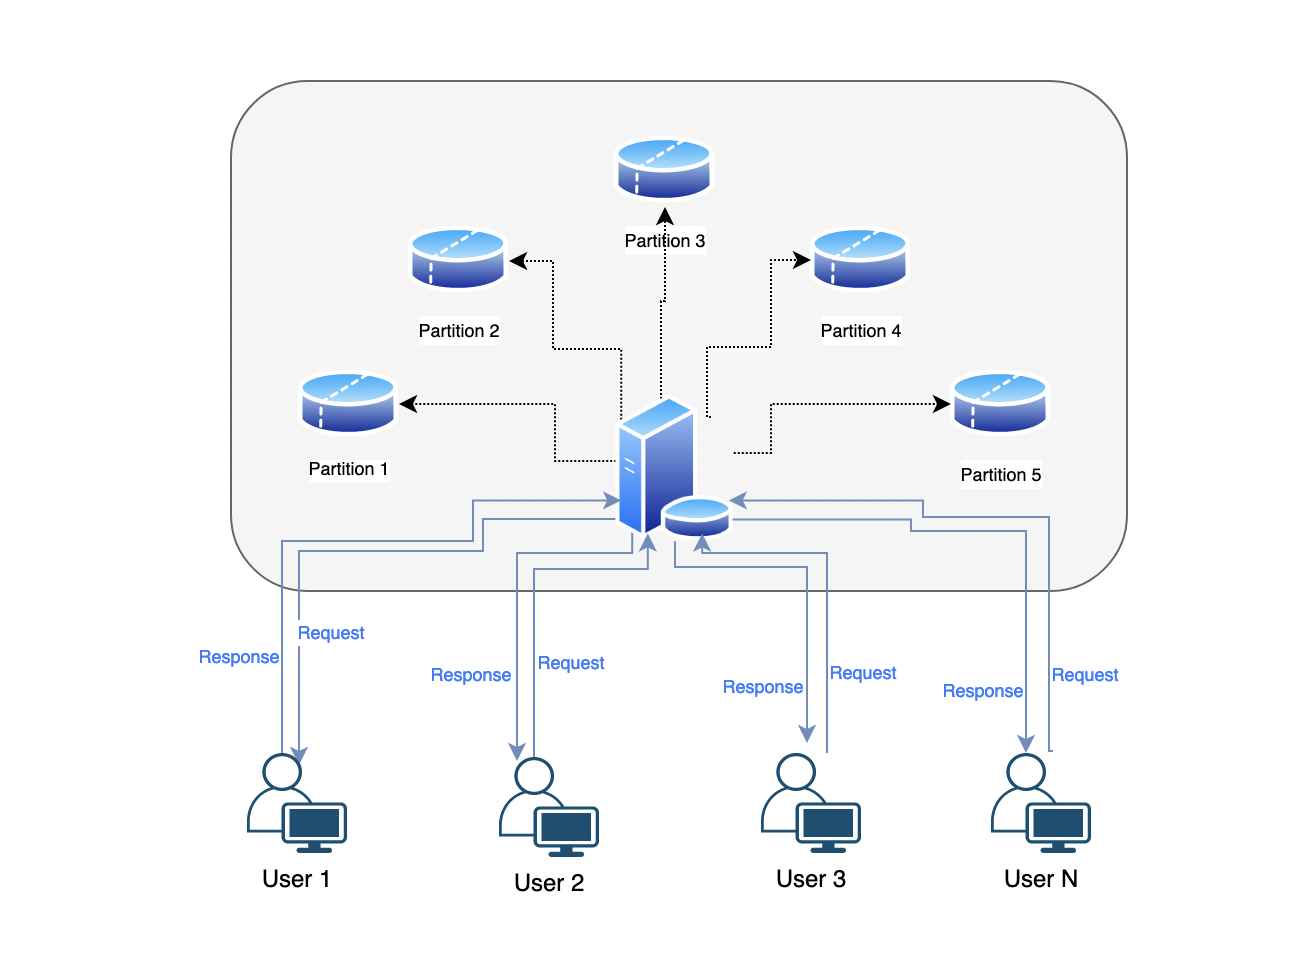 Partition 3
Partition 2
Partition 4
Partition 1
Partition 5
Request
Response
Request
Response
Request
Response
Request
Response
User 1
User 2
User 3
User N